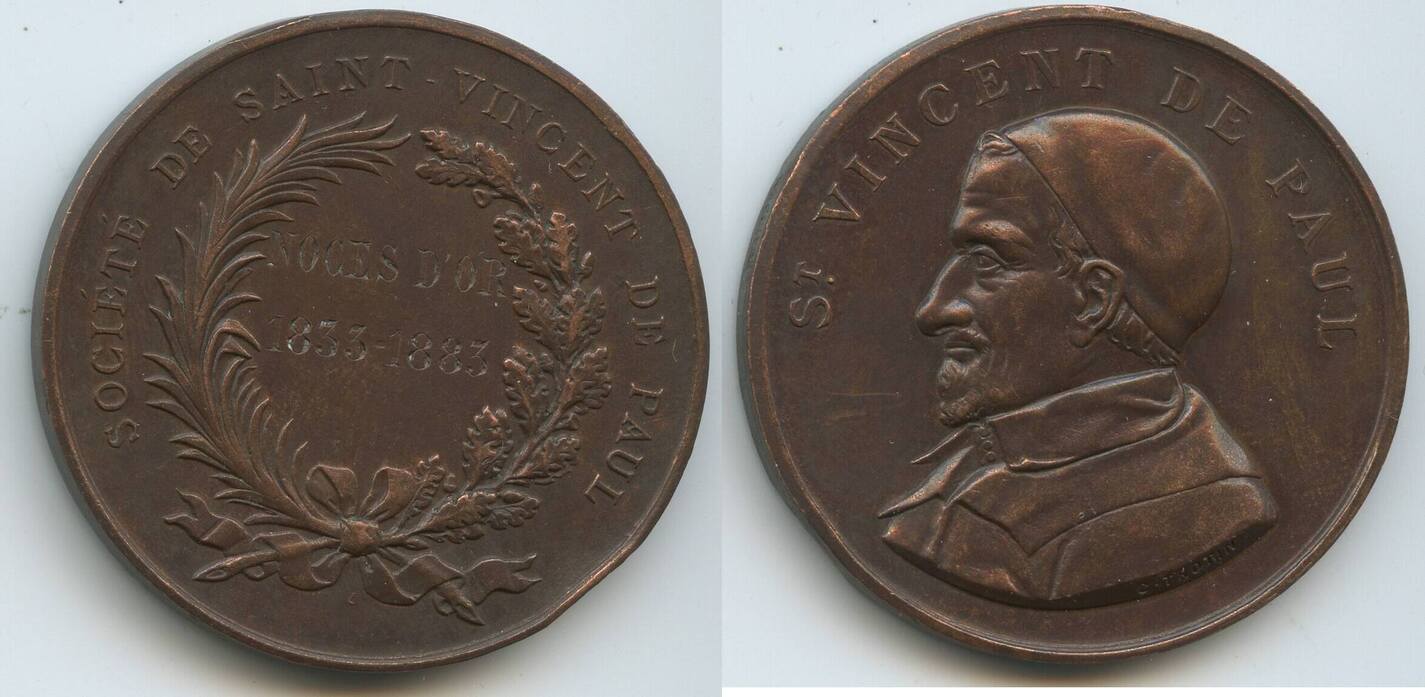 SOCIÉTÉ DE SAINT-VINCENT DE PAUL
NOCES D'OR
1833-1883
ST VINCENT DE PAUL